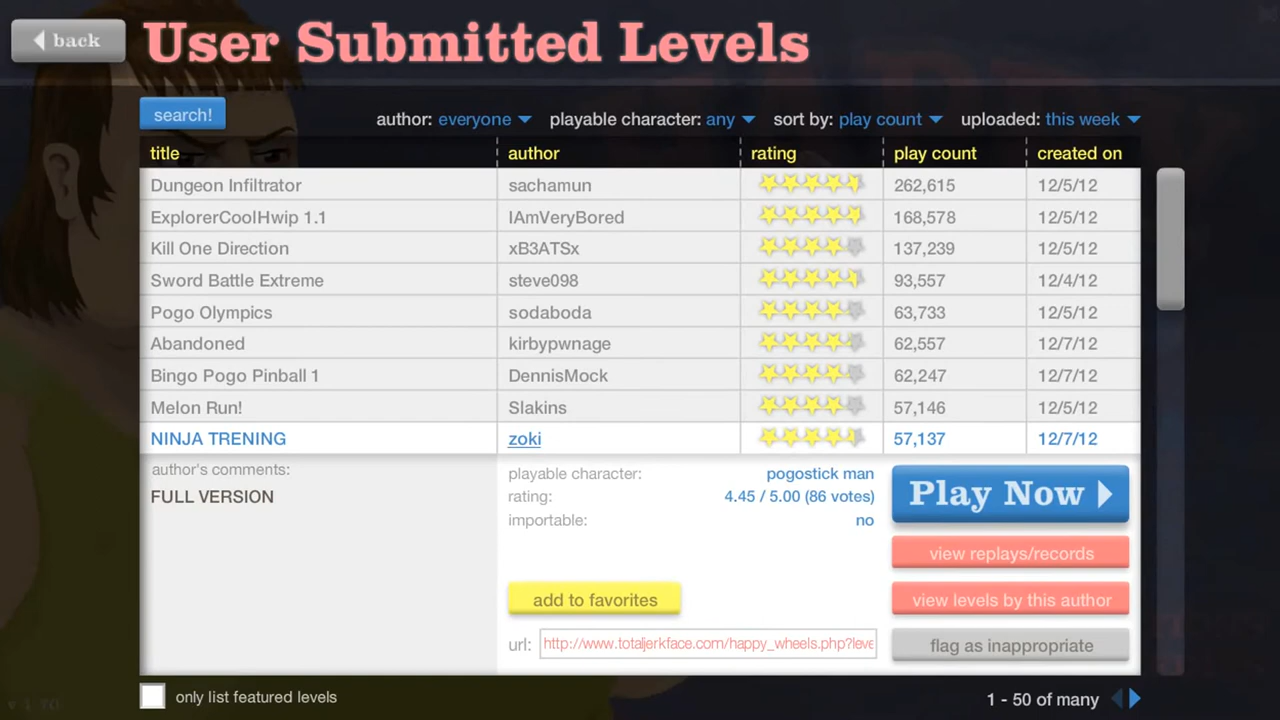 back
User Submitted Levels
search!
author: everyone playable character: any sort by: play count uploaded: this week
title author rating play count created on
Dungeon Infiltrator sachamun 262,615 12/5/12
ExplorerCoolHwip 1.1 IAmVeryBored 168,578 12/5/12
Kill One Direction xB3ATSx 137,239 12/5/12
Sword Battle Extreme steve098 93,557 12/4/12
Pogo Olympics sodaboda 63,733 12/5/12
Abandoned kirbypwnage 62,557 12/7/12
Bingo Pogo Pinball 1 DennisMock 62,247 12/7/12
Melon Run! Slakins 57,146 12/5/12
NINJA TRENING zoki 57,137 12/7/12
author's comments:
FULL VERSION
playable character: pogostick man
rating: 4.45 / 5.00 (86 votes)
importable: no
Play Now
view replays/records
add to favorites
view levels by this author
url: http://www.totaljerkface.com/happy_wheels.php?leve
flag as inappropriate
only list featured levels
1 - 50 of many
v 1.70